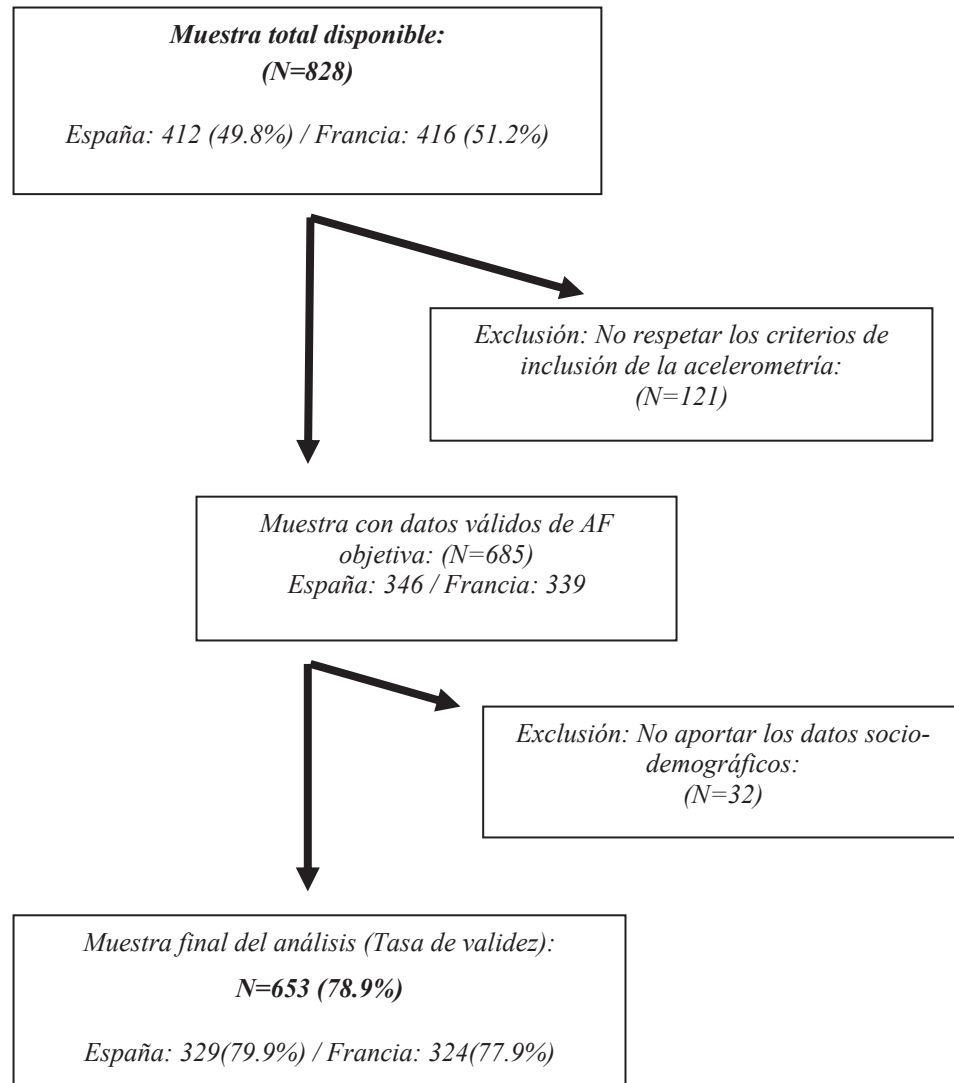 Muestra total disponible:
(N=828)
España: 412 (49.8%) / Francia: 416 (51.2%)
Exclusión: No respetar los criterios de
inclusión de la acelerometría:
(N=121)
Muestra con datos válidos de AF
objetiva: (N=685)
España: 346 / Francia: 339
Exclusión: No aportar los datos socio-
demográficos:
(N=32)
Muestra final del análisis (Tasa de validez):
N=653 (78.9%)
España: 329(79.9%) / Francia: 324(77.9%)